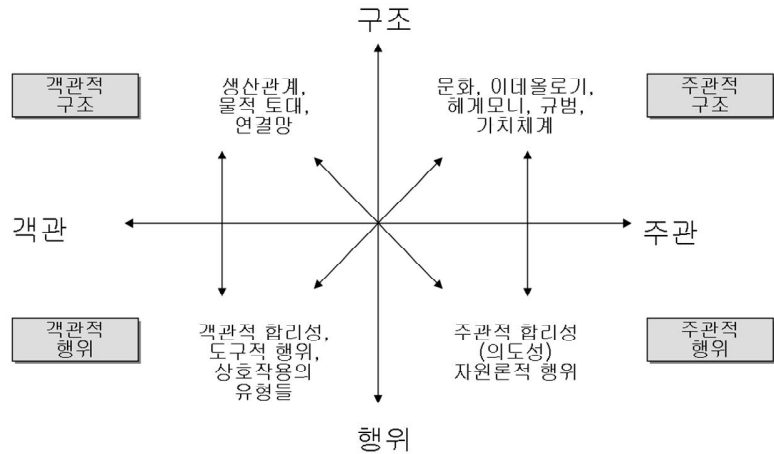 구조
객관적
구조
생산관계,
물적 토대,
연결망
문화, 이데올로기,
헤게모니, 규범,
기치체계
주관적
구조
객관
주관
객관적
행위
객관적 합리성,
도구적 행위,
상호작용의
유형들
주관적 합리성
(의도성)
자원론적 행위
주관적
행위
행위